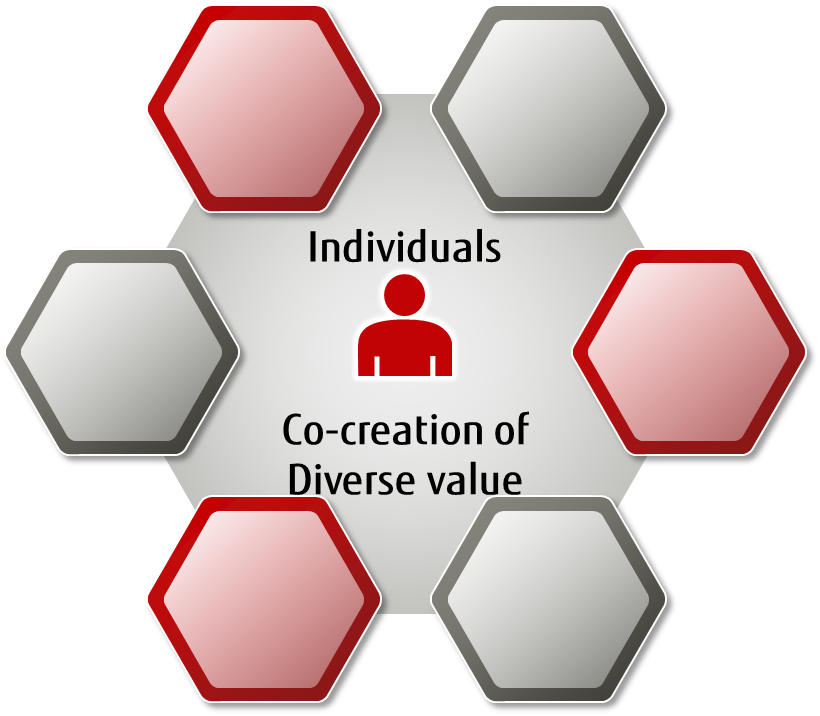 Individuals
Co-creation of
Diverse value